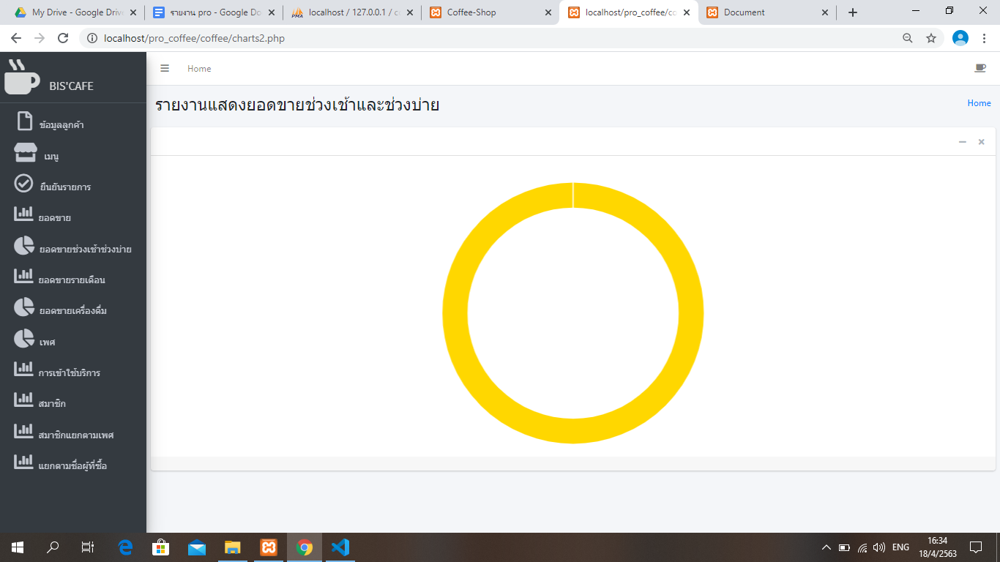 My Drive - Google Drive
รายงาน pro - Google Do
localhost / 127.0.0.1 / c
Coffee-Shop
localhost/pro_coffee/co
Document
localhost/pro_coffee/coffee/charts2.php
BIS'CAFE
Home
รายงานแสดงยอดขายช่วงเช้าและช่วงบ่าย
Home
ข้อมูลลูกค้า
เมนู
ยืนยันรายการ
ยอดขาย
ยอดขายช่วงเช้าช่วงบ่าย
ยอดขายรายเดือน
ยอดขายเครื่องดื่ม
เพศ
การเข้าใช้บริการ
สมาชิก
สมาชิกแยกตามเพศ
แยกตามชื่อผู้ที่ซื้อ
PMA
ENG
16:34
18/4/2563